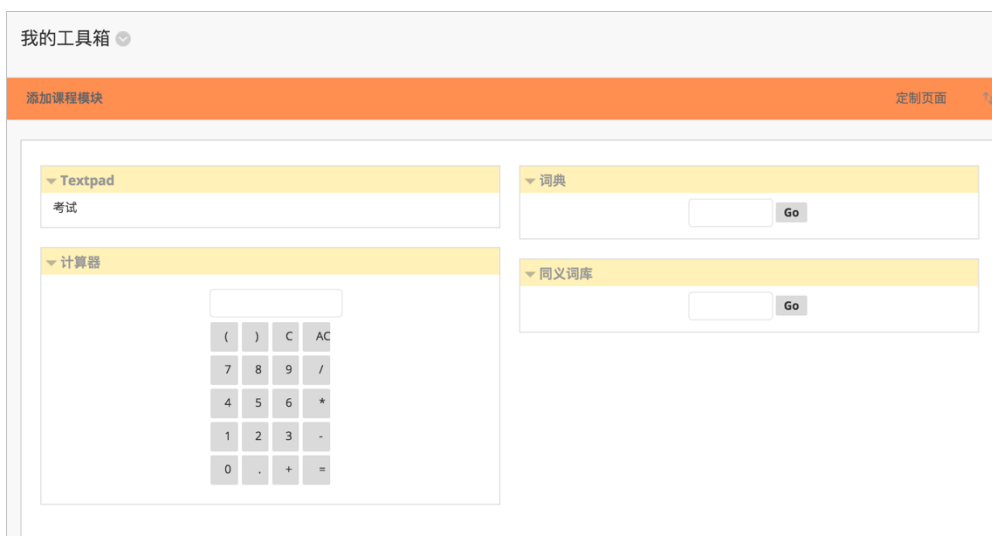 我的工具箱
添加课程模块 定制页面
Textpad
考试
计算器
( ) C AC
7 8 9 /
4 5 6 *
1 2 3 -
0 . + =
词典
Go
同义词库
Go